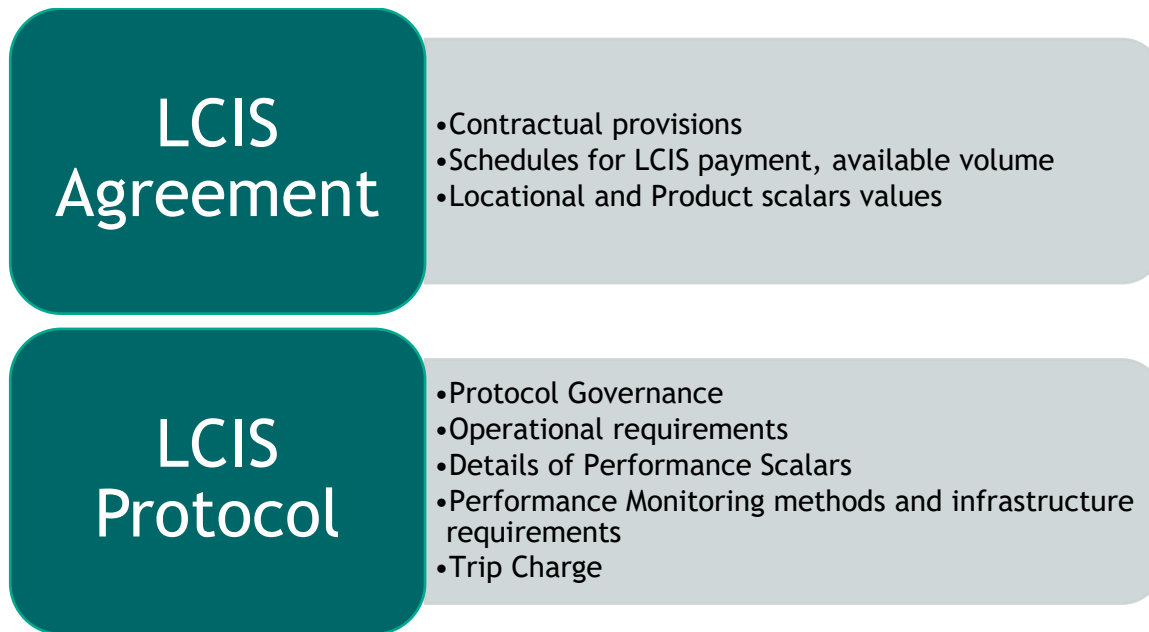 LCIS
Agreement
•Contractual provisions
•Schedules for LCIS payment, available volume
•Locational and Product scalars values
LCIS
Protocol
•Protocol Governance
•Operational requirements
•Details of Performance Scalars
•Performance Monitoring methods and infrastructure
requirements
•Trip Charge